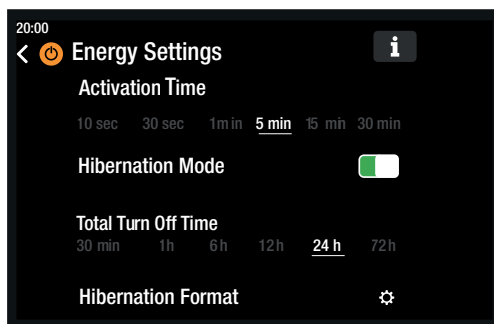 20:00
Energy Settings
i
Activation Time
10 sec 30 sec 1 min 5 min 15 min 30 min
Hibernation Mode
Total Turn Off Time
30 min 1h 6h 12h 24 h 72h
Hibernation Format